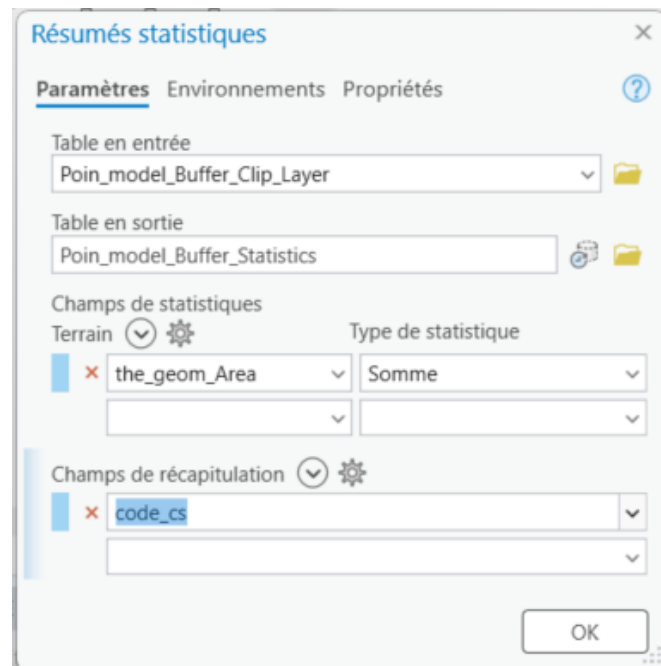 Résumés statistiques
Paramètres Environnements Propriétés
Table en entrée
Poin_model_Buffer_Clip_Layer
Table en sortie
Poin_model_Buffer_Statistics
Champs de statistiques
Terrain Type de statistique
the_geom_Area Somme
Champs de récapitulation
code_cs
OK